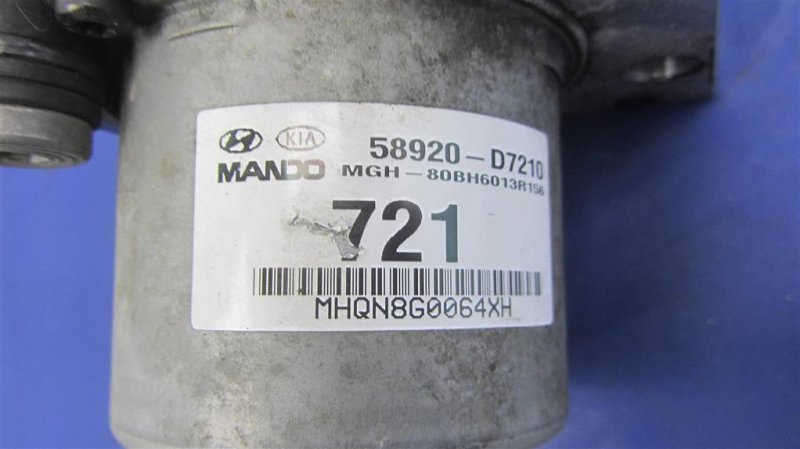 KIA 58920-D7210
MANDO MGH-80BH6013R156
721
MHQN8G0064XH